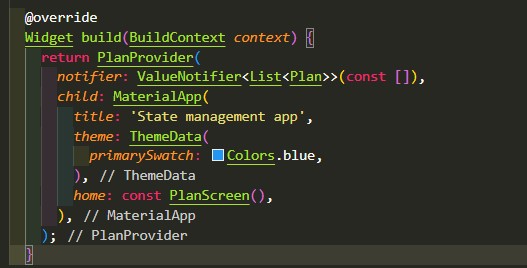 @override
Widget build(BuildContext context) {
  return PlanProvider(
    notifier: ValueNotifier<List<Plan>>(const []),
    child: MaterialApp(
      title: 'State management app',
      theme: ThemeData(
        primarySwatch: Colors.blue,
      ), // ThemeData
      home: const PlanScreen(),
    ), // MaterialApp
  ); // PlanProvider
}